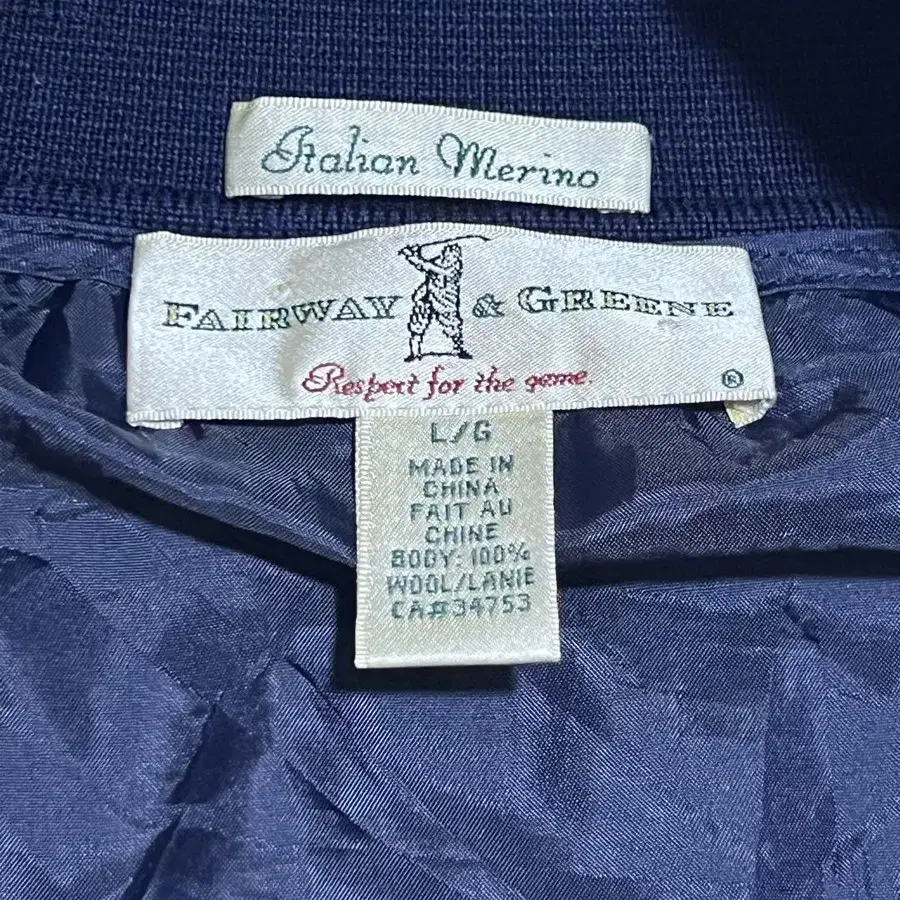 Italian Merino
FAIRWAY & GREENE
Respect for the game.
®
L/G
MADE IN
CHINA
FAIT AU
CHINE
BODY: 100%
WOOL/LANIE
CA#34753